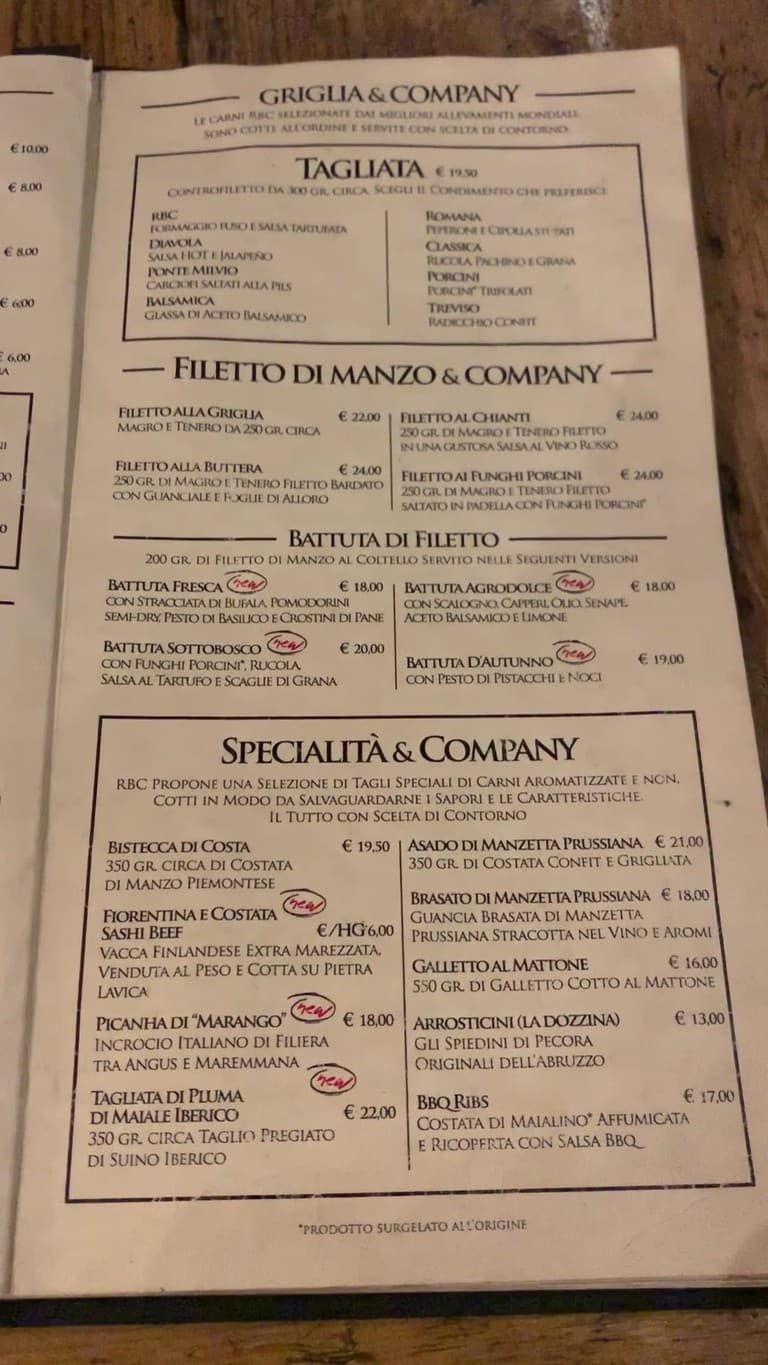 € 10.00
€ 8.00
€ 8.00
€ 6.00
€ 6.00
GRIGLIA & COMPANY
LE CARNI RBC SELEZIONATE DAI MIGLIORI ALLEVAMENTI MONDIALI
SONO COTTE ALL'ORDINE E SERVITE CON SCELTA DI CONTORNO
TAGLIATA € 19.50
CONTROFILETTO DA 300 GR. CIRCA. SCEGLI IL CONDIMENTO CHE PREFERISCI
RBC
FORMAGGIO FUSO E SALSA TARTUFATA
DIAVOLA
SALSA HOT E JALAPEÑO
PONTE MILVIO
CARCIOFI SALTATI ALLA PILS
BALSAMICA
GLASSA DI ACETO BALSAMICO
ROMANA
PEPERONI E CIPOLLA STUFATI
CLASSICA
RUCOLA, PACHINO E GRANA
PORCINI
PORCINI* TRIFOLATI
TREVISO
RADICCHIO CONFIT
FILETTO DI MANZO & COMPANY
FILETTO ALLA GRIGLIA € 22,00
MAGRO E TENERO DA 250 GR. CIRCA
FILETTO ALLA BUTTERA € 24,00
250 GR. DI MAGRO E TENERO FILETTO BARDATO
CON GUANCIALE E FOGLIE DI ALLORO
FILETTO AL CHIANTI € 24,00
250 GR. DI MAGRO E TENERO FILETTO
IN UNA GUSTOSA SALSA AL VINO ROSSO
FILETTO AI FUNGHI PORCINI € 24,00
250 GR. DI MAGRO E TENERO FILETTO
SALTATO IN PADELLA CON FUNGHI PORCINI*
BATTUTA DI FILETTO
200 GR. DI FILETTO DI MANZO AL COLTELLO SERVITO NELLE SEGUENTI VERSIONI
BATTUTA FRESCA new € 18,00
CON STRACCIATA DI BUFALA, POMODORINI
SEMI-DRY, PESTO DI BASILICO E CROSTINI DI PANE
BATTUTA SOTTOBOSCO new € 20,00
CON FUNGHI PORCINI*, RUCOLA,
SALSA AL TARTUFO E SCAGLIE DI GRANA
BATTUTA AGRODOLCE new € 18,00
CON SCALOGNO, CAPPERI, OLIO, SENAPE,
ACETO BALSAMICO E LIMONE
BATTUTA D'AUTUNNO new € 19,00
CON PESTO DI PISTACCHI E NOCI
SPECIALITÀ & COMPANY
RBC PROPONE UNA SELEZIONE DI TAGLI SPECIALI DI CARNI AROMATIZZATE E NON,
COTTI IN MODO DA SALVAGUARDARNE I SAPORI E LE CARATTERISTICHE.
IL TUTTO CON SCELTA DI CONTORNO
BISTECCA DI COSTA € 19,50
350 GR. CIRCA DI COSTATA
DI MANZO PIEMONTESE
FIORENTINA E COSTATA new
SASHI BEEF €/HG 6,00
VACCA FINLANDESE EXTRA MAREZZATA,
VENDUTA AL PESO E COTTA SU PIETRA
LAVICA
PICANHA DI "MARANGO" new € 18,00
INCROCIO ITALIANO DI FILIERA
TRA ANGUS E MAREMMANA
new
TAGLIATA DI PLUMA
DI MAIALE IBERICO € 22,00
350 GR. CIRCA TAGLIO PREGIATO
DI SUINO IBERICO
ASADO DI MANZETTA PRUSSIANA € 21,00
350 GR. DI COSTATA CONFIT E GRIGLIATA
BRASATO DI MANZETTA PRUSSIANA € 18,00
GUANCIA BRASATA DI MANZETTA
PRUSSIANA STRACOTTA NEL VINO E AROMI
GALLETTO AL MATTONE € 16,00
550 GR. DI GALLETTO COTTO AL MATTONE
ARROSTICINI (LA DOZZINA) € 13,00
GLI SPIEDINI DI PECORA
ORIGINALI DELL'ABRUZZO
BBQ RIBS € 17,00
COSTATA DI MAIALINO* AFFUMICATA
E RICOPERTA CON SALSA BBQ
*PRODOTTO SURGELATO ALL'ORIGINE